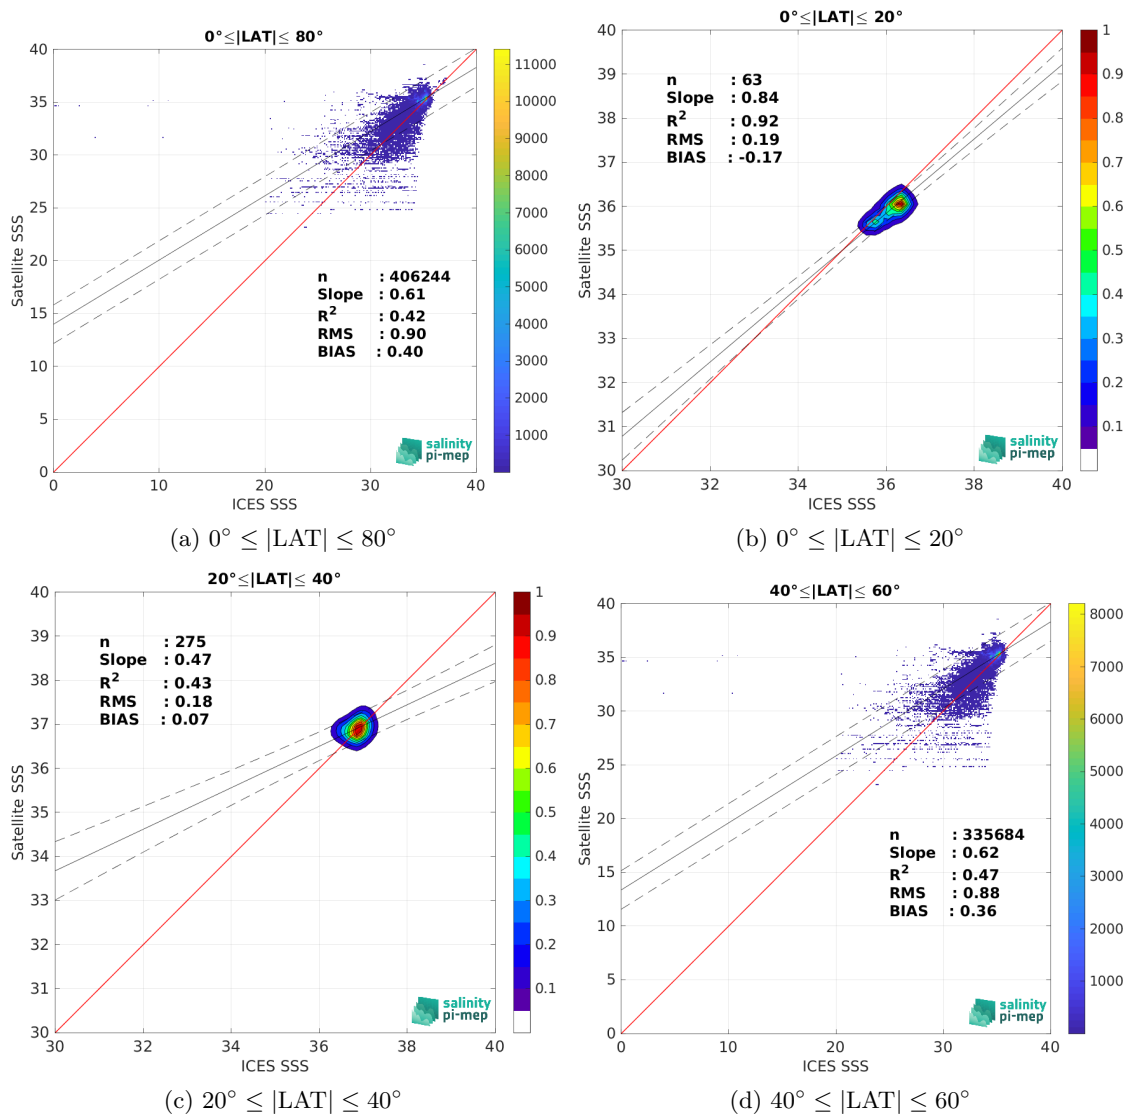 0°≤|LAT|≤ 80°
40
35
30
25
20
15
10
5
0
Satellite SSS
n : 406244
Slope : 0.61
R² : 0.42
RMS : 0.90
BIAS : 0.40
salinity
pi-mep
0 10 20 30 40
ICES SSS
11000
10000
9000
8000
7000
6000
5000
4000
3000
2000
1000
(a) 0° ≤ |LAT| ≤ 80°
0°≤|LAT|≤ 20°
40
39
38
37
36
35
34
33
32
31
30
Satellite SSS
n : 63
Slope : 0.84
R² : 0.92
RMS : 0.19
BIAS : -0.17
salinity
pi-mep
30 32 34 36 38 40
ICES SSS
1
0.9
0.8
0.7
0.6
0.5
0.4
0.3
0.2
0.1
(b) 0° ≤ |LAT| ≤ 20°
20°≤|LAT|≤ 40°
40
39
38
37
36
35
34
33
32
31
30
Satellite SSS
n : 275
Slope : 0.47
R² : 0.43
RMS : 0.18
BIAS : 0.07
salinity
pi-mep
30 32 34 36 38 40
ICES SSS
1
0.9
0.8
0.7
0.6
0.5
0.4
0.3
0.2
0.1
(c) 20° ≤ |LAT| ≤ 40°
40°≤|LAT|≤ 60°
40
35
30
25
20
15
10
5
0
Satellite SSS
n : 335684
Slope : 0.62
R² : 0.47
RMS : 0.88
BIAS : 0.36
salinity
pi-mep
0 10 20 30 40
ICES SSS
8000
7000
6000
5000
4000
3000
2000
1000
(d) 40° ≤ |LAT| ≤ 60°